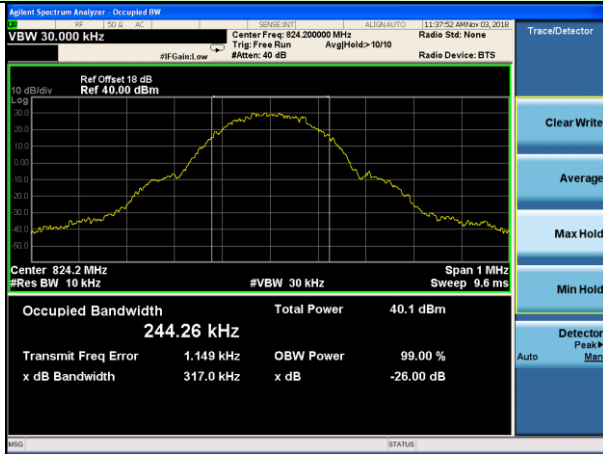 Agilent Spectrum Analyzer - Occupied BW
RF 50 Ω AC SENSE:INT ALIGNAUTO 11:37:52 AM Nov 03, 2018
VBW 30.000 kHz Center Freq: 824.200000 MHz Radio Std: None
Trig: Free Run Avg|Hold:>10/10
#IFGain:Low #Atten: 40 dB Radio Device: BTS
Trace/Detector
Ref Offset 18 dB
10 dB/div Ref 40.00 dBm
Log
30.0
20.0
10.0
0.00
-10.0
-20.0
-30.0
-40.0
-50.0
Center 824.2 MHz Span 1 MHz
#Res BW 10 kHz #VBW 30 kHz Sweep 9.6 ms
Occupied Bandwidth Total Power 40.1 dBm
244.26 kHz
Transmit Freq Error 1.149 kHz OBW Power 99.00 %
x dB Bandwidth 317.0 kHz x dB -26.00 dB
Clear Write
Average
Max Hold
Min Hold
Detector
Peak▶
Auto Man
MSG STATUS